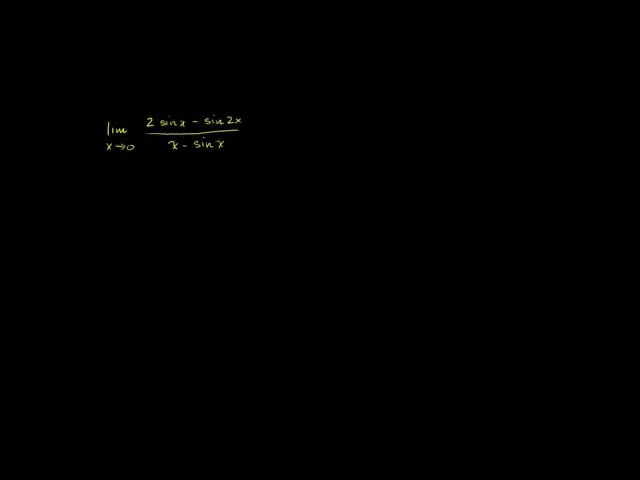 lim 2 sin x - sin 2x
x→0 x - sin x